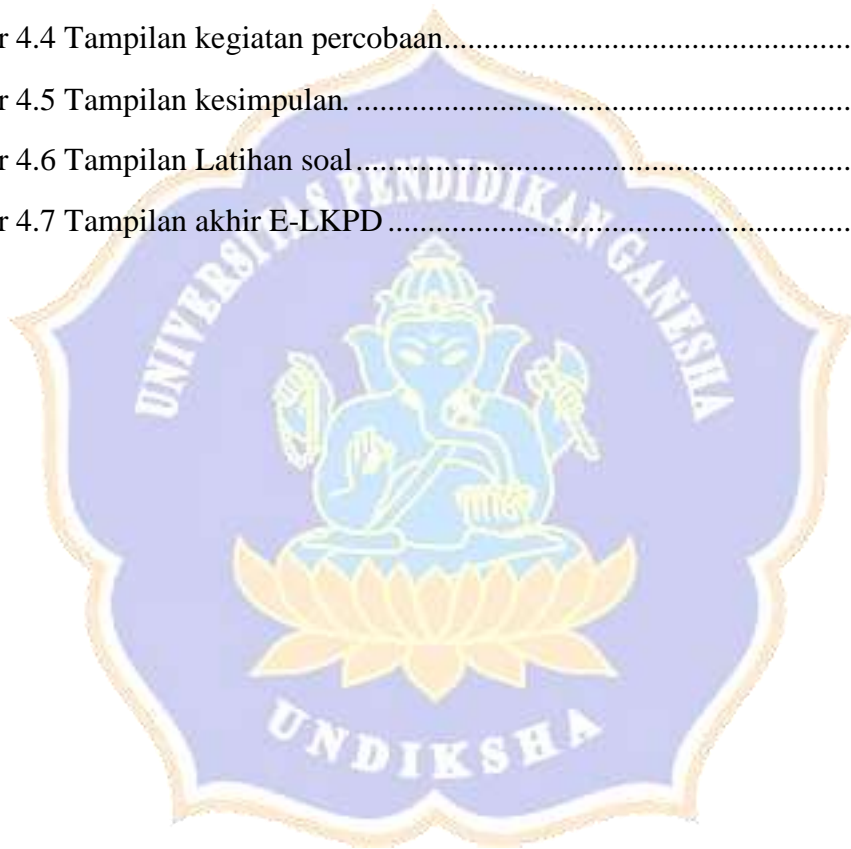 r 4.4 Tampilan kegiatan percobaan....................................................
r 4.5 Tampilan kesimpulan. ...............................................................
r 4.6 Tampilan Latihan soal..................................................................
r 4.7 Tampilan akhir E-LKPD ..............................................................
UNIVERSITAS PENDIDIKAN GANESHA
UNDIKSHA